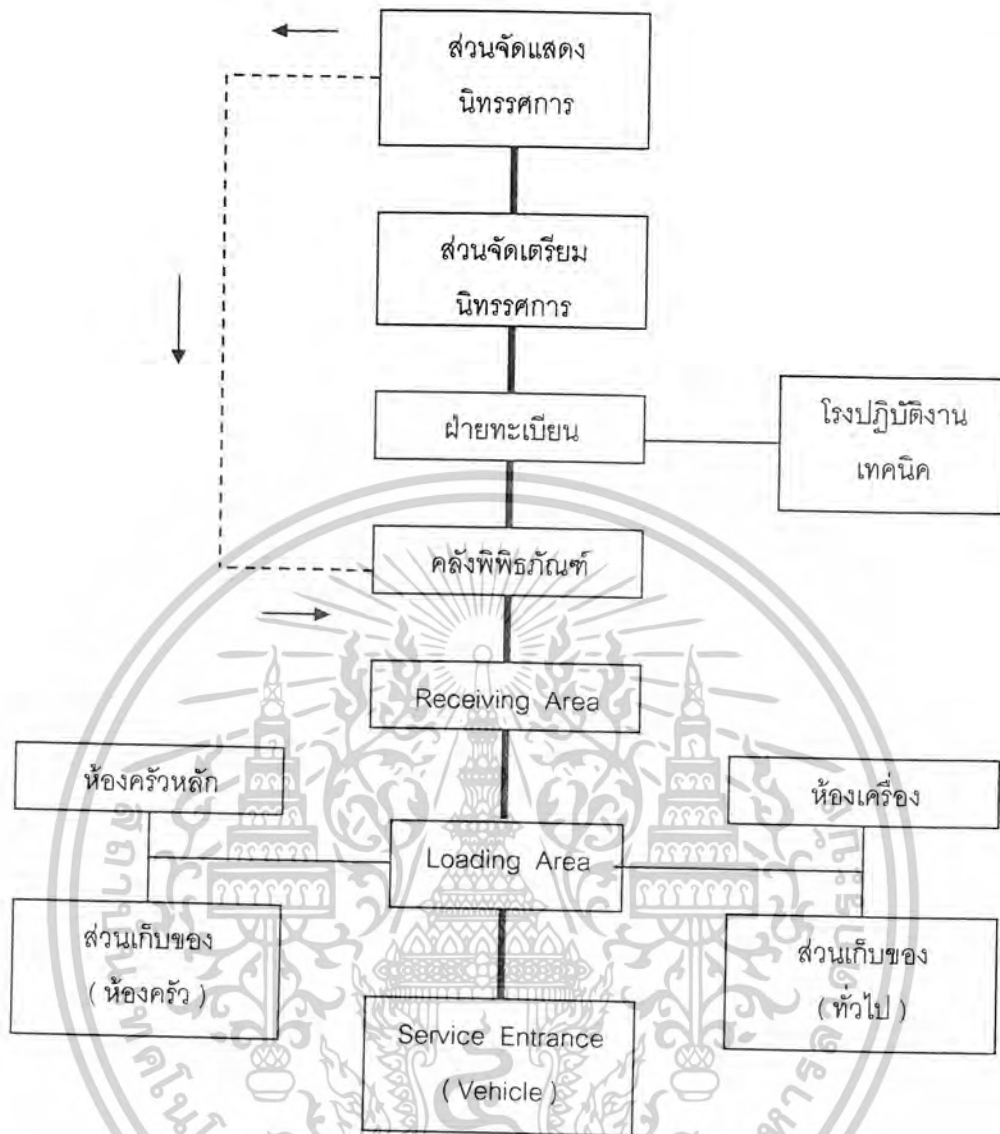 ส่วนจัดแสดง
นิทรรศการ
ส่วนจัดเตรียม
นิทรรศการ
ฝ่ายทะเบียน
โรงปฏิบัติงาน
เทคนิค
คลังพิพิธภัณฑ์
Receiving Area
ห้องครัวหลัก
ห้องเครื่อง
Loading Area
ส่วนเก็บของ
( ห้องครัว )
ส่วนเก็บของ
( ทั่วไป )
Service Entrance
( Vehicle )